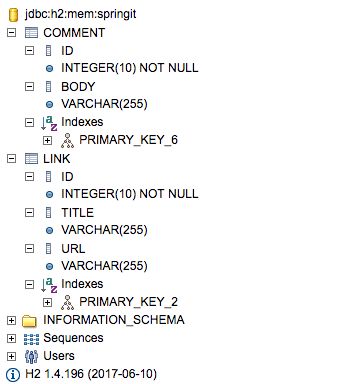 jdbc:h2:mem:springit
COMMENT
ID
INTEGER(10) NOT NULL
BODY
VARCHAR(255)
Indexes
PRIMARY_KEY_6
LINK
ID
INTEGER(10) NOT NULL
TITLE
VARCHAR(255)
URL
VARCHAR(255)
Indexes
PRIMARY_KEY_2
INFORMATION_SCHEMA
Sequences
Users
H2 1.4.196 (2017-06-10)